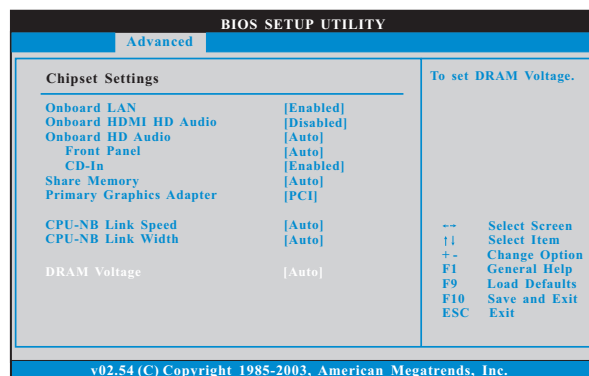 BIOS SETUP UTILITY
Advanced
Chipset Settings
Onboard LAN [Enabled]
Onboard HDMI HD Audio [Disabled]
Onboard HD Audio [Auto]
Front Panel [Auto]
CD-In [Enabled]
Share Memory [Auto]
Primary Graphics Adapter [PCI]
CPU-NB Link Speed [Auto]
CPU-NB Link Width [Auto]
DRAM Voltage [Auto]
To set DRAM Voltage.
←→ Select Screen
↑↓ Select Item
+- Change Option
F1 General Help
F9 Load Defaults
F10 Save and Exit
ESC Exit
v02.54 (C) Copyright 1985-2003, American Megatrends, Inc.